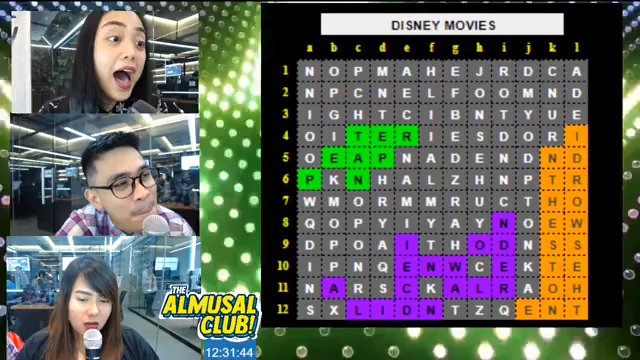 DISNEY MOVIES
a b c d e f g h i j k l
1 N O P M A H E J R D C A
2 N P C N E L F O O M N D
3 I G H T C I B N T Y U E
4 O I T E R I E S D O R I
5 O E A P N A D E N D N D
6 P K N H A L Z H N P T R
7 W M O R M M R U C T H O
8 Q O P Y I Y A Y N O E W
9 D P O A I T H O D N S S
10 I P N Q E N W C E K T E
11 N A R S C K A L R A O H
12 S X L I D N T Z Q E N T
THE
ALMUSAL
CLUB!
12:31:44